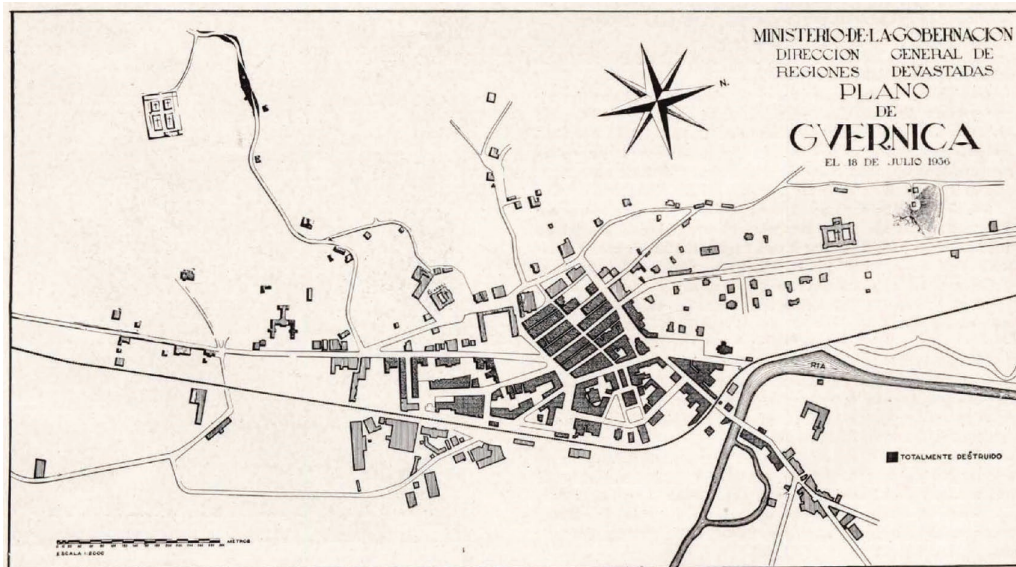 MINISTERIO·DE·LA·GOBERNACION
DIRECCION GENERAL DE
REGIONES DEVASTADAS
PLANO
DE
GVERNICA
EL 18 DE JULIO 1936
N.
RIA
TOTALMENTE DESTRUIDO
METROS
ESCALA 1:2000